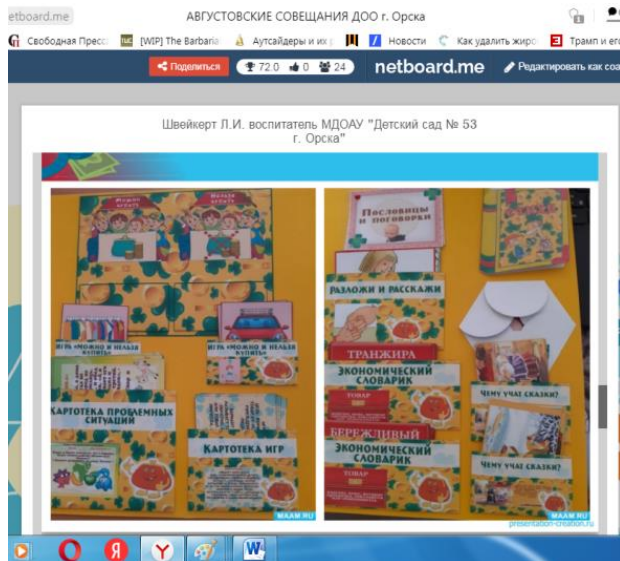 etboard.me
АВГУСТОВСКИЕ СОВЕЩАНИЯ ДОО г. Орска
Свободная Пресс
[WIP] The Barbaria
Аутсайдеры и их
Новости
Как удалить жиро
Трамп и его
Поделиться
72.0
0
24
netboard.me
Редактировать как соа
Швейкерт Л.И. воспитатель МДОАУ "Детский сад № 53
г. Орска"
ИГРА «МОЖНО И НЕЛЬЗЯ
КУПИТЬ»
ИГРА «МОЖНО И НЕЛЬЗЯ
КУПИТЬ»
КАРТОТЕКА ПРОБЛЕМНЫХ
СИТУАЦИЙ
КАРТОТЕКА ИГР
MAAM.RU
Пословицы
и поговорки
РАЗЛОЖИ И РАССКАЖИ
ТРАНЖИРА
ЭКОНОМИЧЕСКИЙ
СЛОВАРИК
ТОВАР
БЕРЕЖЛИВЫЙ
ЭКОНОМИЧЕСКИЙ
СЛОВАРИК
ТОВАР
ЧЕМУ УЧАТ СКАЗКИ?
ЧЕМУ УЧАТ СКАЗКИ?
MAAM.RU
presentation-creation.ru